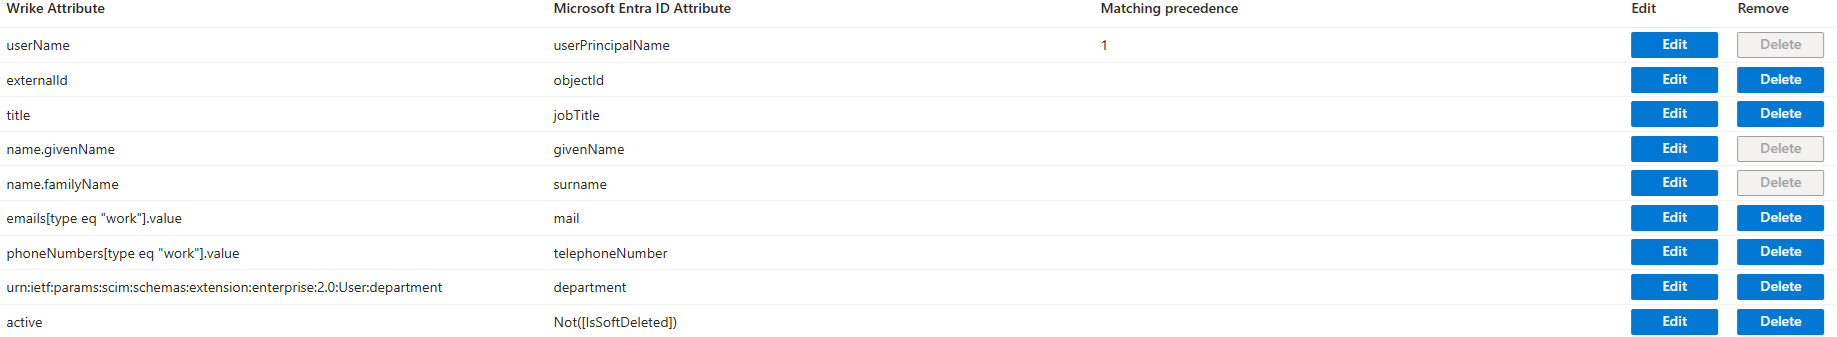 Wrike Attribute Microsoft Entra ID Attribute Matching precedence Edit Remove
userName userPrincipalName 1 Edit Delete
externalId objectId Edit Delete
title jobTitle Edit Delete
name.givenName givenName Edit Delete
name.familyName surname Edit Delete
emails[type eq "work"].value mail Edit Delete
phoneNumbers[type eq "work"].value telephoneNumber Edit Delete
urn:ietf:params:scim:schemas:extension:enterprise:2.0:User:department department Edit Delete
active Not([IsSoftDeleted]) Edit Delete